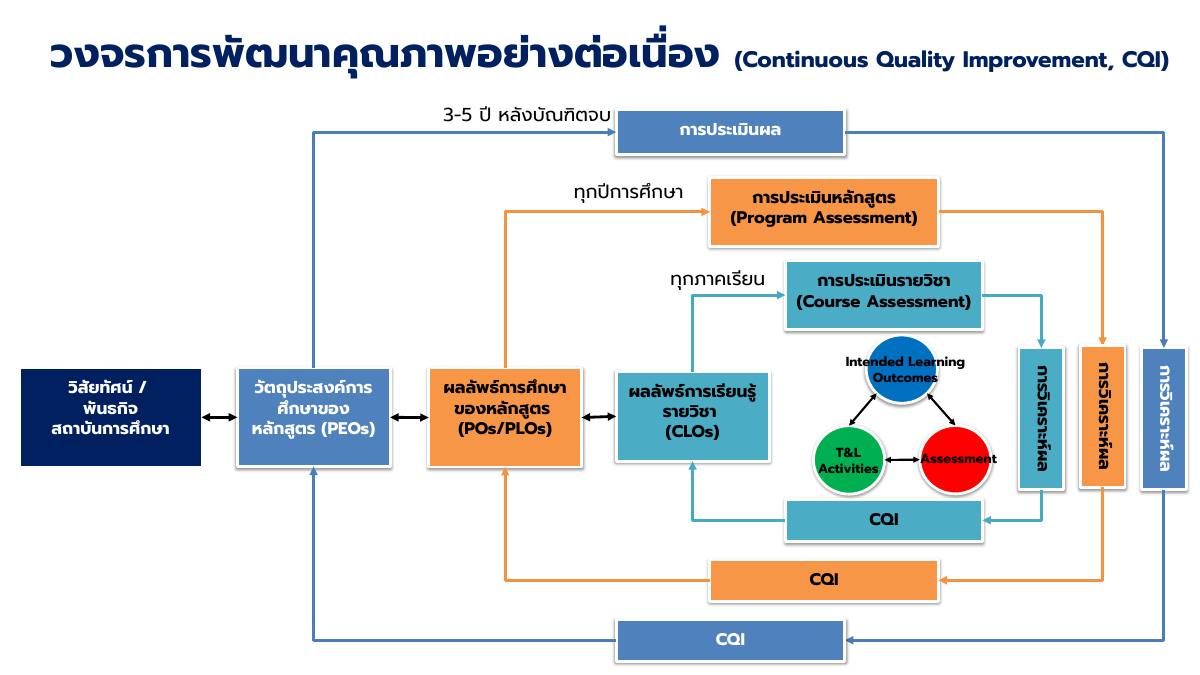 วงจรการพัฒนาคุณภาพอย่างต่อเนื่อง (Continuous Quality Improvement, CQI)
3-5 ปี หลังบัณฑิตจบ
การประเมินผล
ทุกปีการศึกษา
การประเมินหลักสูตร
(Program Assessment)
ทุกภาคเรียน
การประเมินรายวิชา
(Course Assessment)
วิสัยทัศน์ /
พันธกิจ
สถาบันการศึกษา
วัตถุประสงค์การ
ศึกษาของ
หลักสูตร (PEOs)
ผลลัพธ์การศึกษา
ของหลักสูตร
(POs/PLOs)
ผลลัพธ์การเรียนรู้
รายวิชา
(CLOs)
Intended Learning
Outcomes
T&L
Activities
Assessment
การวิเคราะห์ผล
การวิเคราะห์ผล
การวิเคราะห์ผล
CQI
CQI
CQI